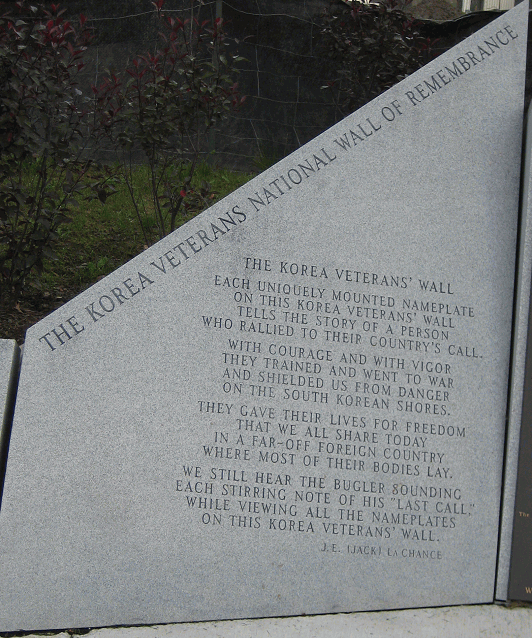 THE KOREA VETERANS NATIONAL WALL OF REMEMBRANCE
THE KOREA VETERANS' WALL
EACH UNIQUELY MOUNTED NAMEPLATE
ON THIS KOREA VETERANS' WALL
TELLS THE STORY OF A PERSON
WHO RALLIED TO THEIR COUNTRY'S CALL.
WITH COURAGE AND WITH VIGOR
THEY TRAINED AND WENT TO WAR
AND SHIELDED US FROM DANGER
ON THE SOUTH KOREAN SHORES.
THEY GAVE THEIR LIVES FOR FREEDOM
THAT WE ALL SHARE TODAY
IN A FAR-OFF FOREIGN COUNTRY
WHERE MOST OF THEIR BODIES LAY.
WE STILL HEAR THE BUGLER SOUNDING
EACH STIRRING NOTE OF HIS "LAST CALL,"
WHILE VIEWING ALL THE NAMEPLATES
ON THIS KOREA VETERANS' WALL.
J.E. (JACK) LA CHANCE
The
W